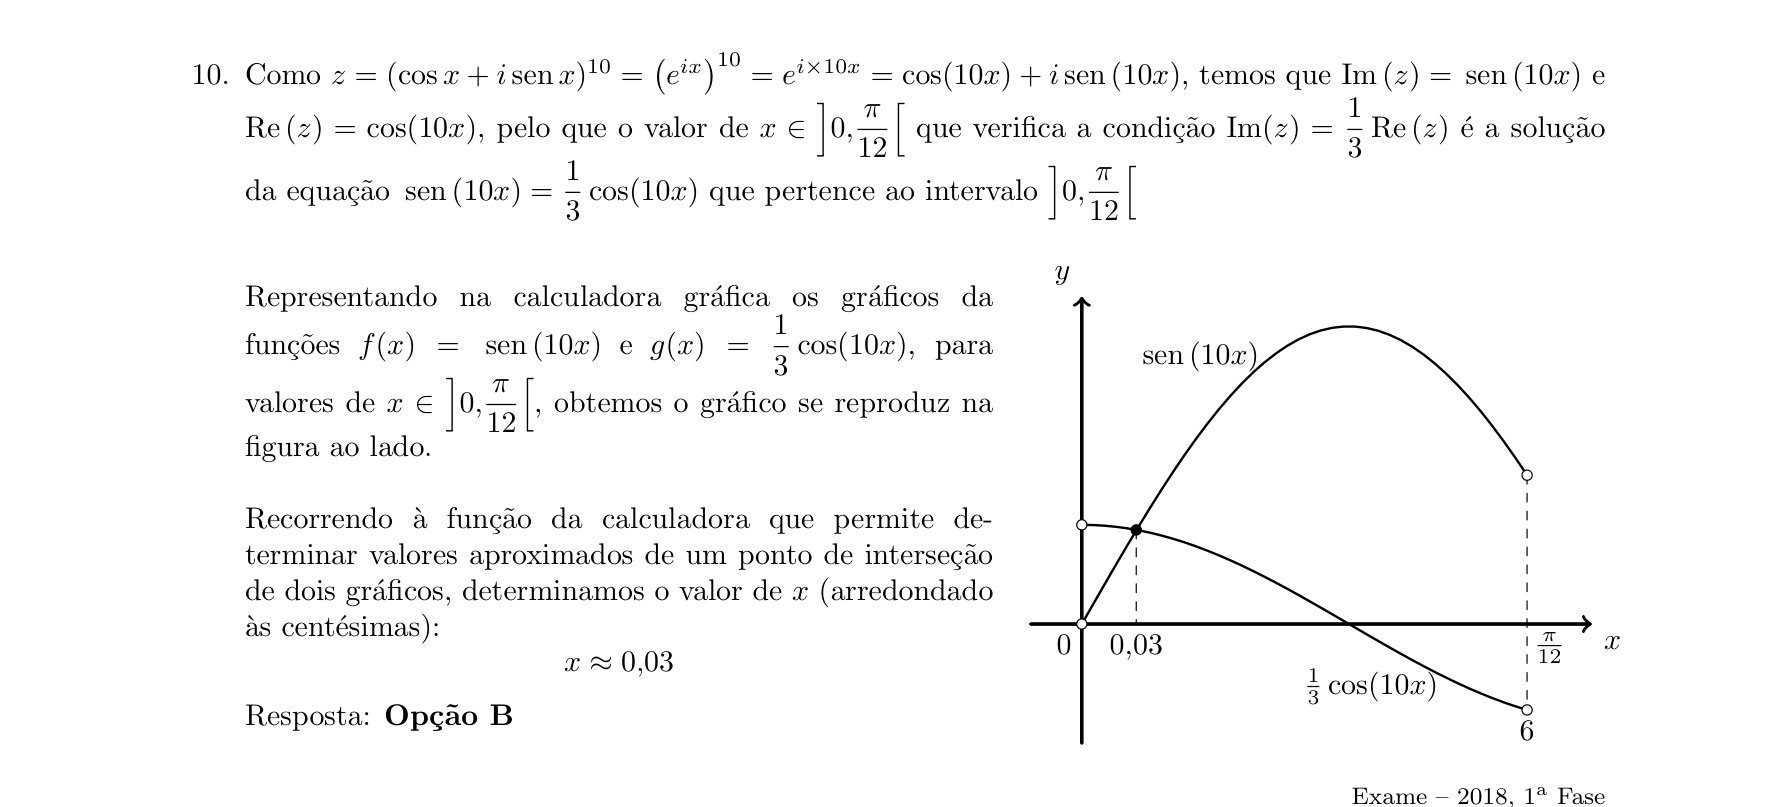 10. Como z = (cos x + i sen x)^10 = (e^{ix})^10 = e^{i×10x} = cos(10x) + i sen (10x), temos que Im (z) = sen (10x) e
Re (z) = cos(10x), pelo que o valor de x ∈ ]0, π/12[ que verifica a condição Im(z) = 1/3 Re (z) é a solução
da equação sen (10x) = 1/3 cos(10x) que pertence ao intervalo ]0, π/12[
Representando na calculadora gráfica os gráficos da
funções f(x) = sen (10x) e g(x) = 1/3 cos(10x), para
valores de x ∈ ]0, π/12[, obtemos o gráfico se reproduz na
figura ao lado.
Recorrendo à função da calculadora que permite de-
terminar valores aproximados de um ponto de interseção
de dois gráficos, determinamos o valor de x (arredondado
às centésimas):
x ≈ 0,03
Resposta: Opção B
y
sen (10x)
0
0,03
π/12
x
1/3 cos(10x)
6
Exame – 2018, 1ª Fase